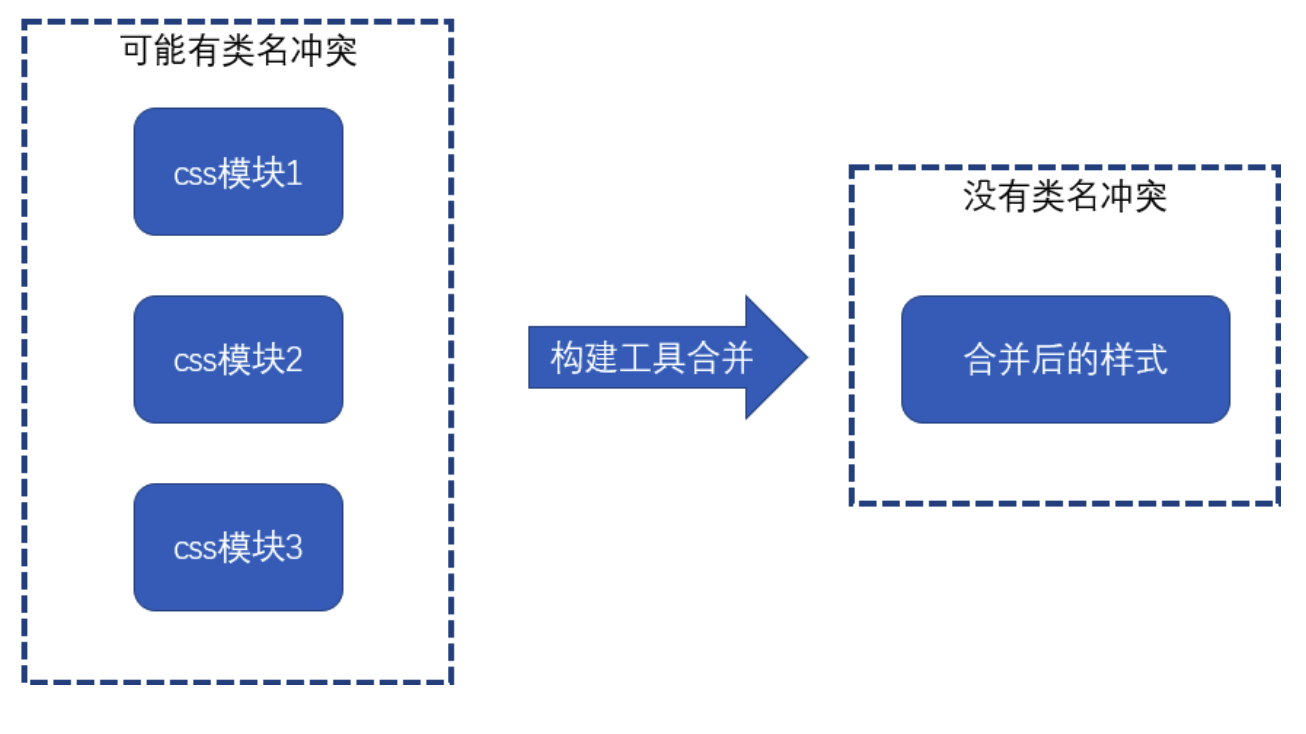 可能有类名冲突
css模块1
css模块2
css模块3
构建工具合并
没有类名冲突
合并后的样式